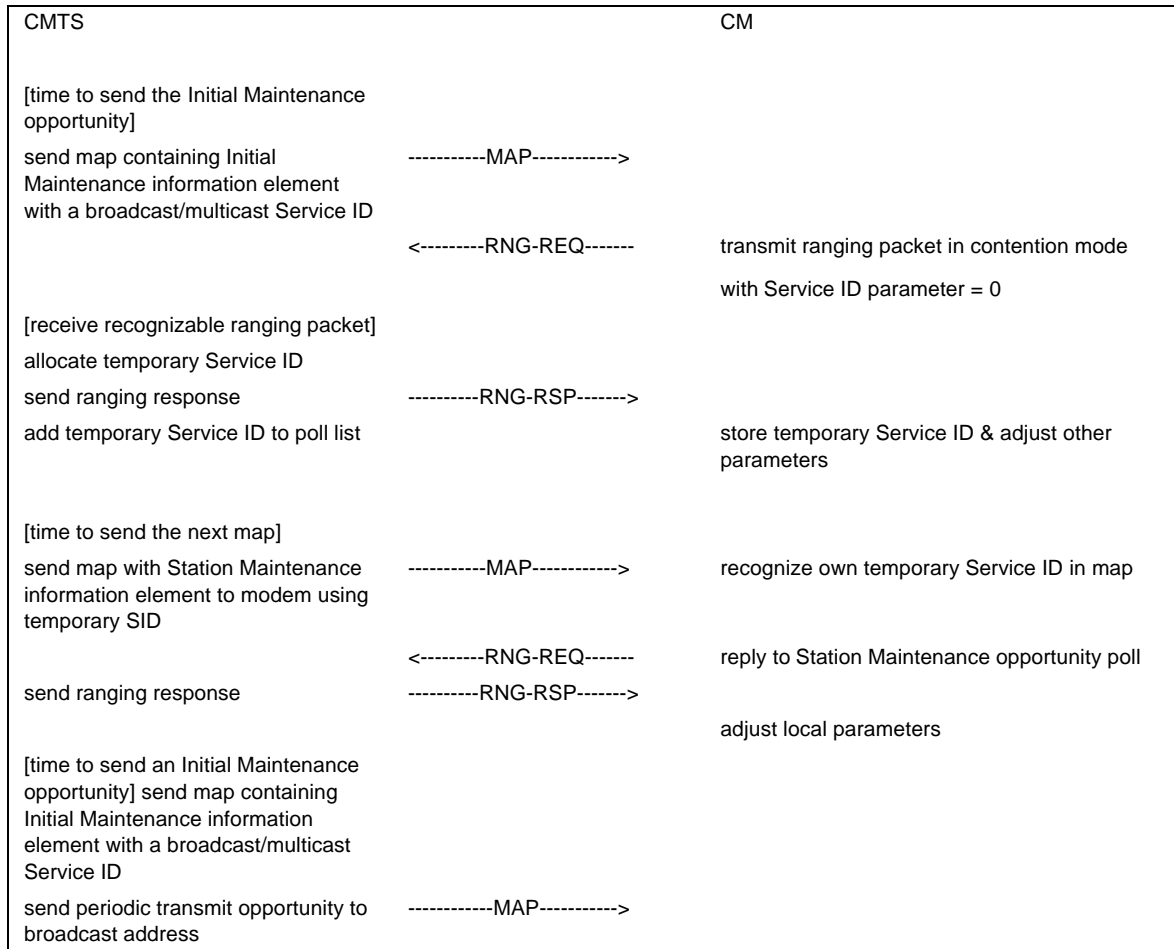 CMTS CM
[time to send the Initial Maintenance
opportunity]
send map containing Initial -----------MAP------------>
Maintenance information element
with a broadcast/multicast Service ID
<---------RNG-REQ------- transmit ranging packet in contention mode
with Service ID parameter = 0
[receive recognizable ranging packet]
allocate temporary Service ID
send ranging response ----------RNG-RSP------->
add temporary Service ID to poll list store temporary Service ID & adjust other
parameters
[time to send the next map]
send map with Station Maintenance -----------MAP------------> recognize own temporary Service ID in map
information element to modem using
temporary SID
<---------RNG-REQ------- reply to Station Maintenance opportunity poll
send ranging response ----------RNG-RSP------->
adjust local parameters
[time to send an Initial Maintenance
opportunity] send map containing
Initial Maintenance information
element with a broadcast/multicast
Service ID
send periodic transmit opportunity to ------------MAP----------->
broadcast address